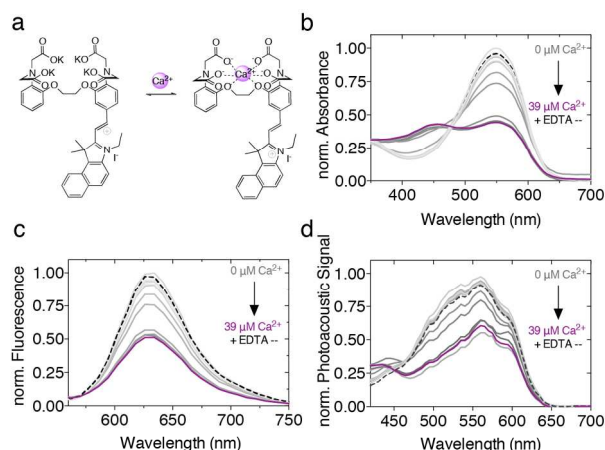 a
O
O
O
O
OK
KO
O
O
O
O
N
OK
KO
N
Ca²⁺
N
O
Ca²⁺
O
N
O
O
O
O
N
I⁻
N
I⁻
b
norm. Absorbance
1.00
0.75
0.50
0.25
0.00
400
500
600
700
Wavelength (nm)
0 µM Ca²⁺
39 µM Ca²⁺
+ EDTA --
c
norm. Fluorescence
1.00
0.75
0.50
0.25
0.00
600
650
700
750
Wavelength (nm)
0 µM Ca²⁺
39 µM Ca²⁺
+ EDTA --
d
norm. Photoacoustic Signal
1.00
0.75
0.50
0.25
0.00
450
500
550
600
650
700
Wavelength (nm)
0 µM Ca²⁺
39 µM Ca²⁺
+ EDTA --